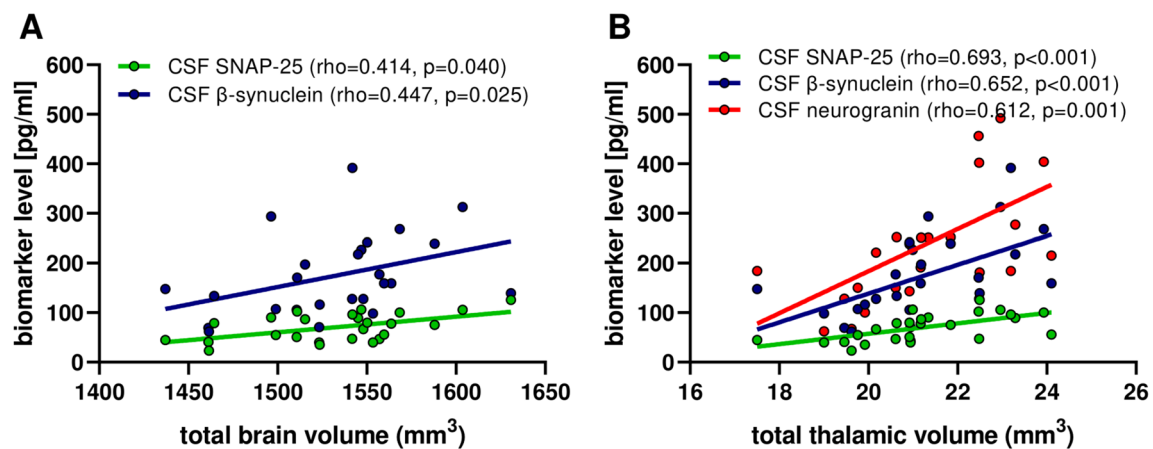 A
CSF SNAP-25 (rho=0.414, p=0.040)
CSF β-synuclein (rho=0.447, p=0.025)
biomarker level [pg/ml]
600
500
400
300
200
100
0
1400 1450 1500 1550 1600 1650
total brain volume (mm³)
B
CSF SNAP-25 (rho=0.693, p<0.001)
CSF β-synuclein (rho=0.652, p<0.001)
CSF neurogranin (rho=0.612, p=0.001)
biomarker level [pg/ml]
600
500
400
300
200
100
0
16 18 20 22 24 26
total thalamic volume (mm³)